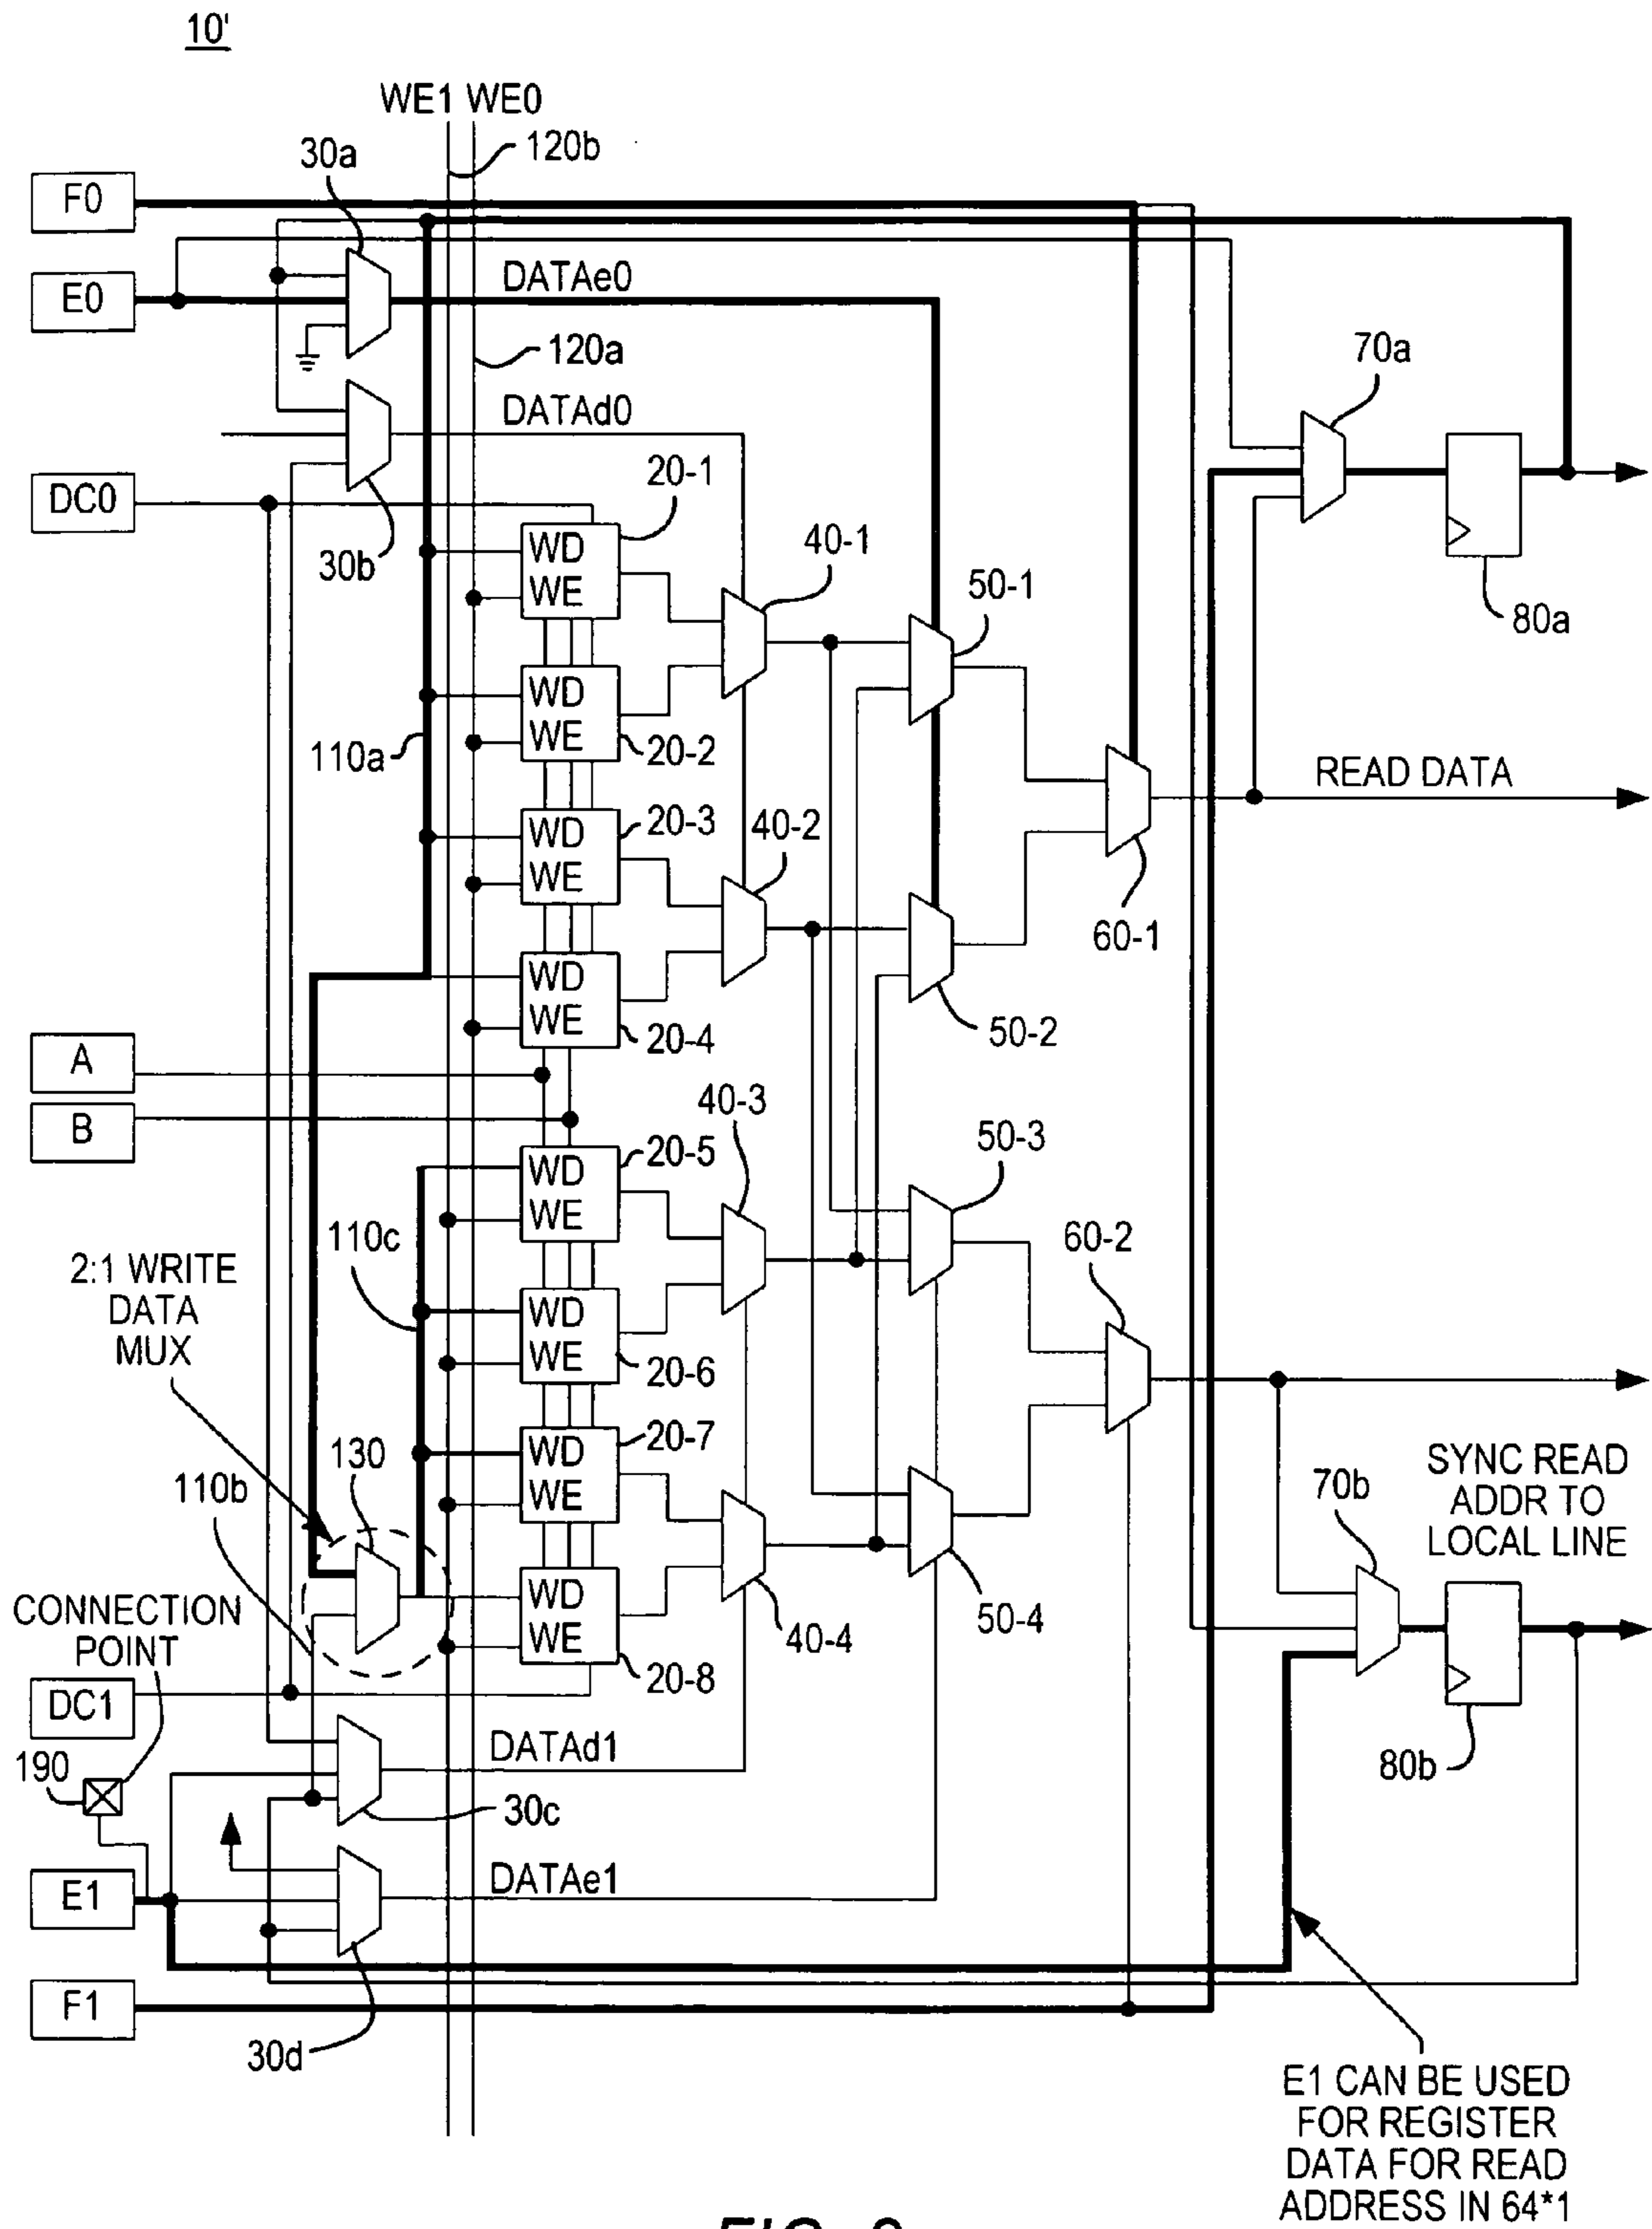 10'
WE1 WE0
120b
30a
F0
E0
DATAe0
120a
70a
DATAd0
DC0
20-1
30b
WD
WE
40-1
50-1
80a
WD
WE
20-2
110a
READ DATA
WD
WE
20-3
40-2
60-1
WD
WE
20-4
50-2
A
B
40-3
50-3
WD
WE
20-5
110c
60-2
2:1 WRITE
DATA
MUX
WD
WE
20-6
WD
WE
20-7
130
110b
70b
SYNC READ
ADDR TO
LOCAL LINE
CONNECTION
POINT
WD
WE
20-8
40-4
50-4
DC1
190
DATAd1
80b
30c
E1
DATAe1
F1
30d
E1 CAN BE USED
FOR REGISTER
DATA FOR READ
ADDRESS IN 64*1